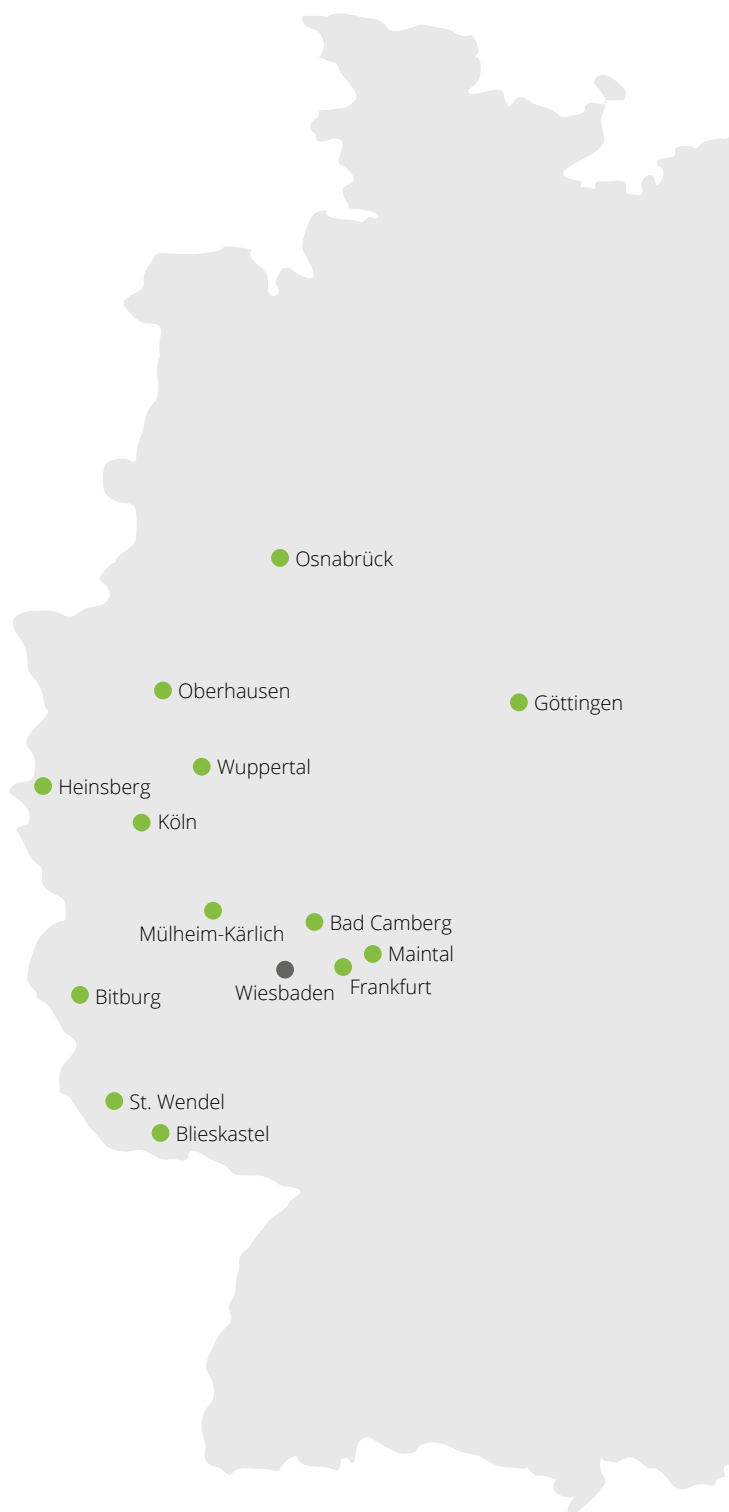 Osnabrück
Oberhausen
Göttingen
Wuppertal
Heinsberg
Köln
Bad Camberg
Mülheim-Kärlich
Maintal
Frankfurt
Wiesbaden
Bitburg
St. Wendel
Blieskastel